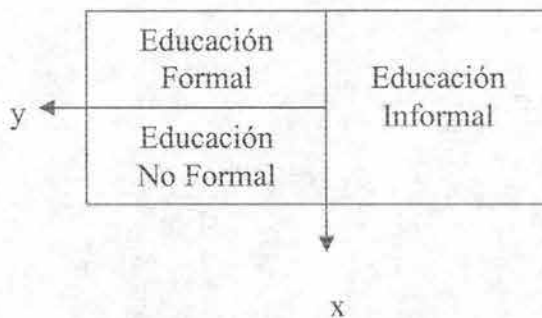 Educación
Formal
Educación
Informal
y
Educación
No Formal
x